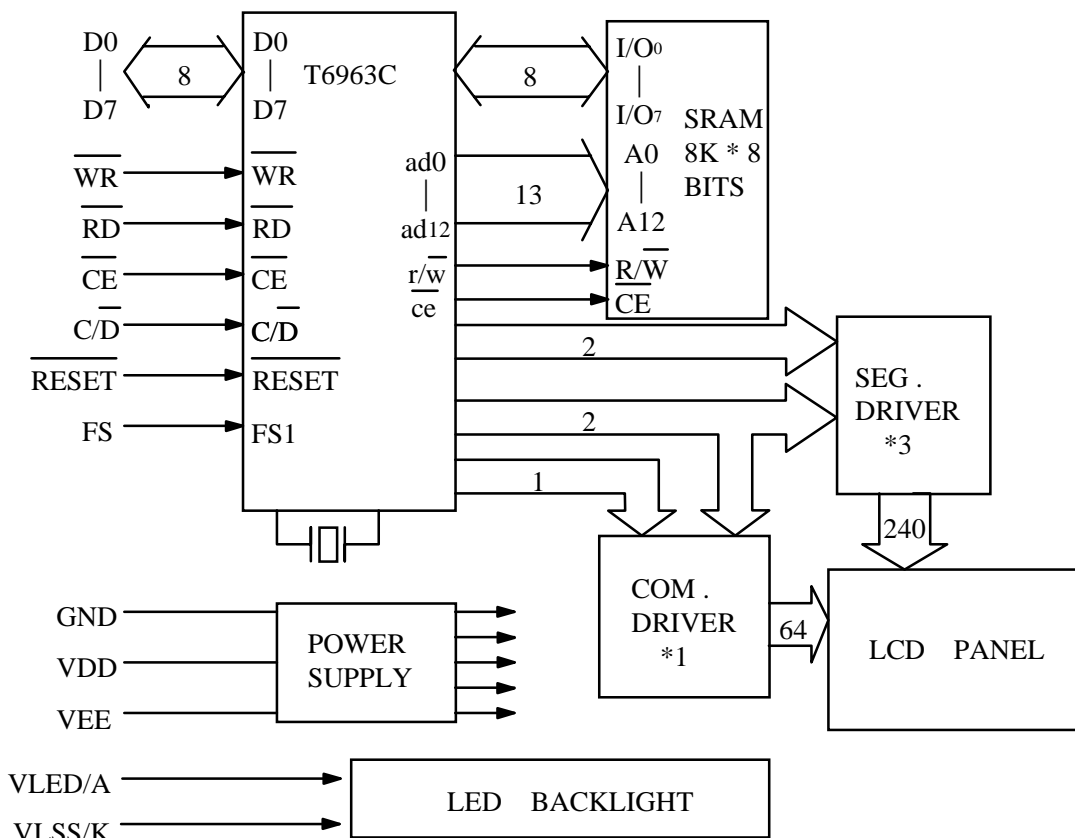 D0
D7
8
D0
D7
T6963C
8
I/O0
I/O7
SRAM
8K * 8
BITS
ad0
ad12
13
A0
A12
WR
WR
RD
RD
CE
CE
C/D
C/D
RESET
RESET
FS
FS1
r/w
ce
R/W
CE
2
2
1
SEG .
DRIVER
*3
240
COM .
DRIVER
*1
64
LCD PANEL
GND
VDD
VEE
POWER
SUPPLY
VLED/A
VLSS/K
LED BACKLIGHT